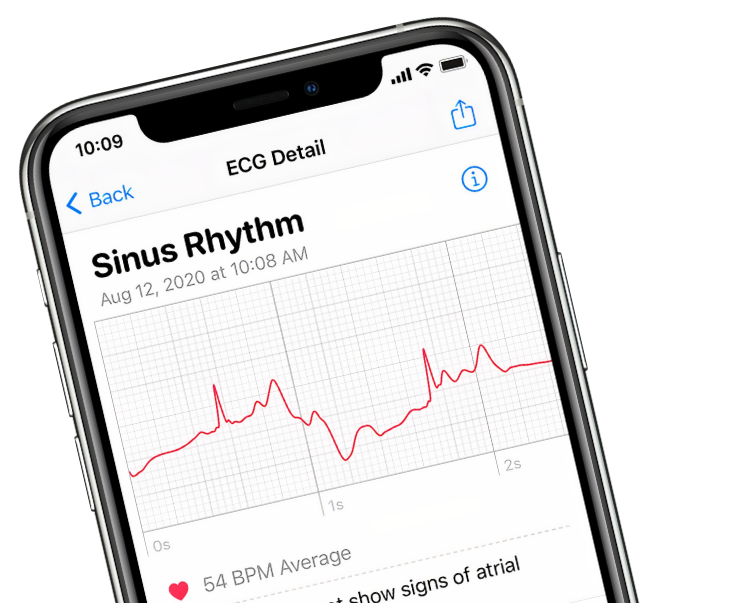 10:09
Back
ECG Detail
Sinus Rhythm
Aug 12, 2020 at 10:08 AM
0s
1s
2s
54 BPM Average
show signs of atrial